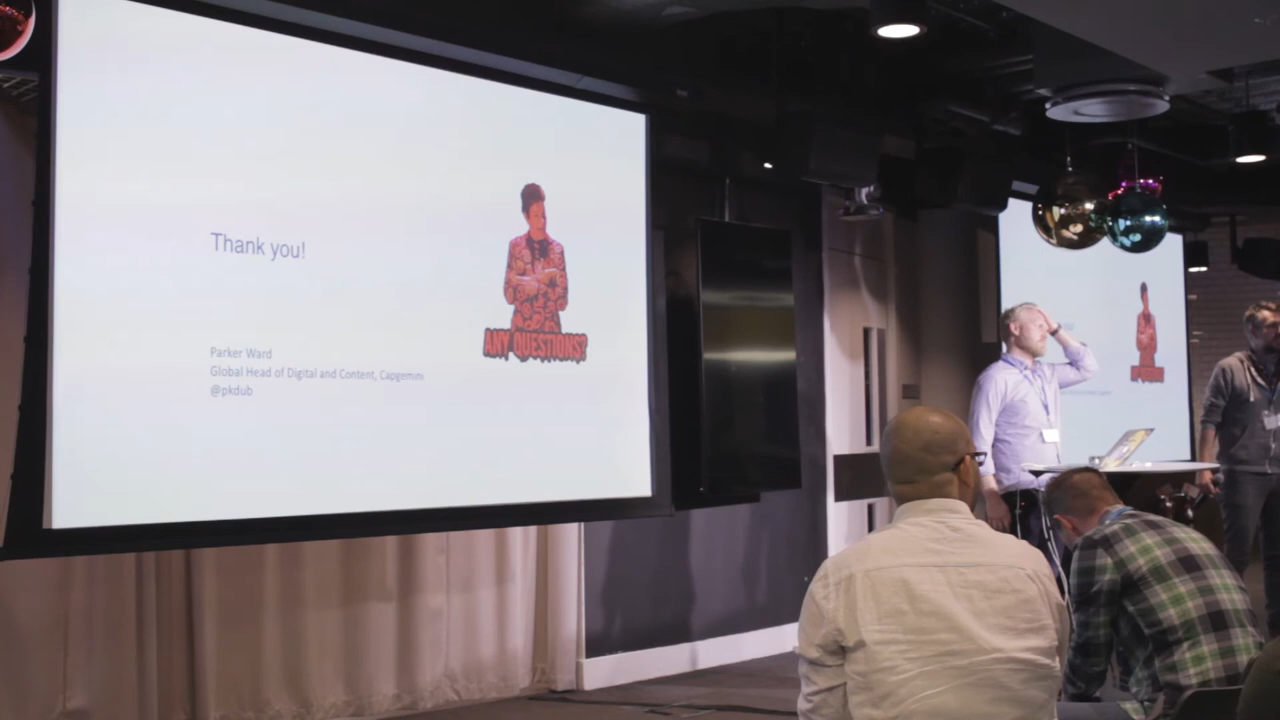 Thank you!
ANY QUESTIONS?
Parker Ward
Global Head of Digital and Content, Capgemini
@pkdub